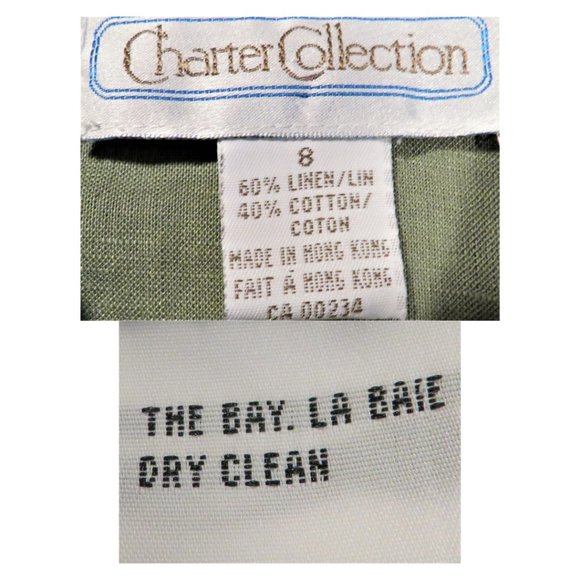 Charter Collection
8
60% LINEN/LIN
40% COTTON/
COTON
MADE IN HONG KONG
FAIT À HONG KONG
CA 00234
THE BAY. LA BAIE
DRY CLEAN